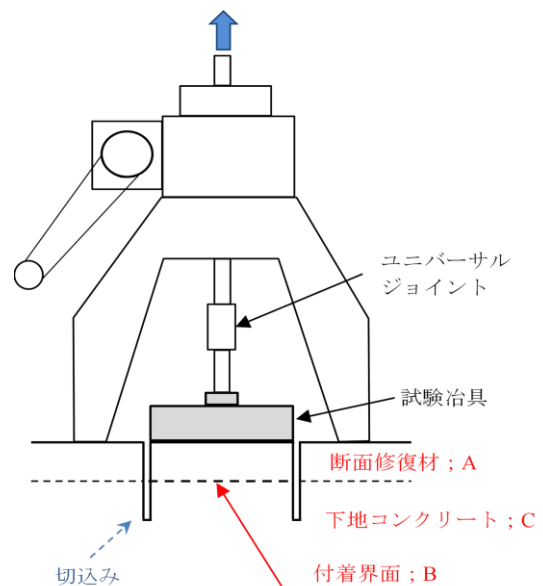 ユニバーサル
ジョイント
試験冶具
断面修復材；A
下地コンクリート；C
切込み
付着界面；B